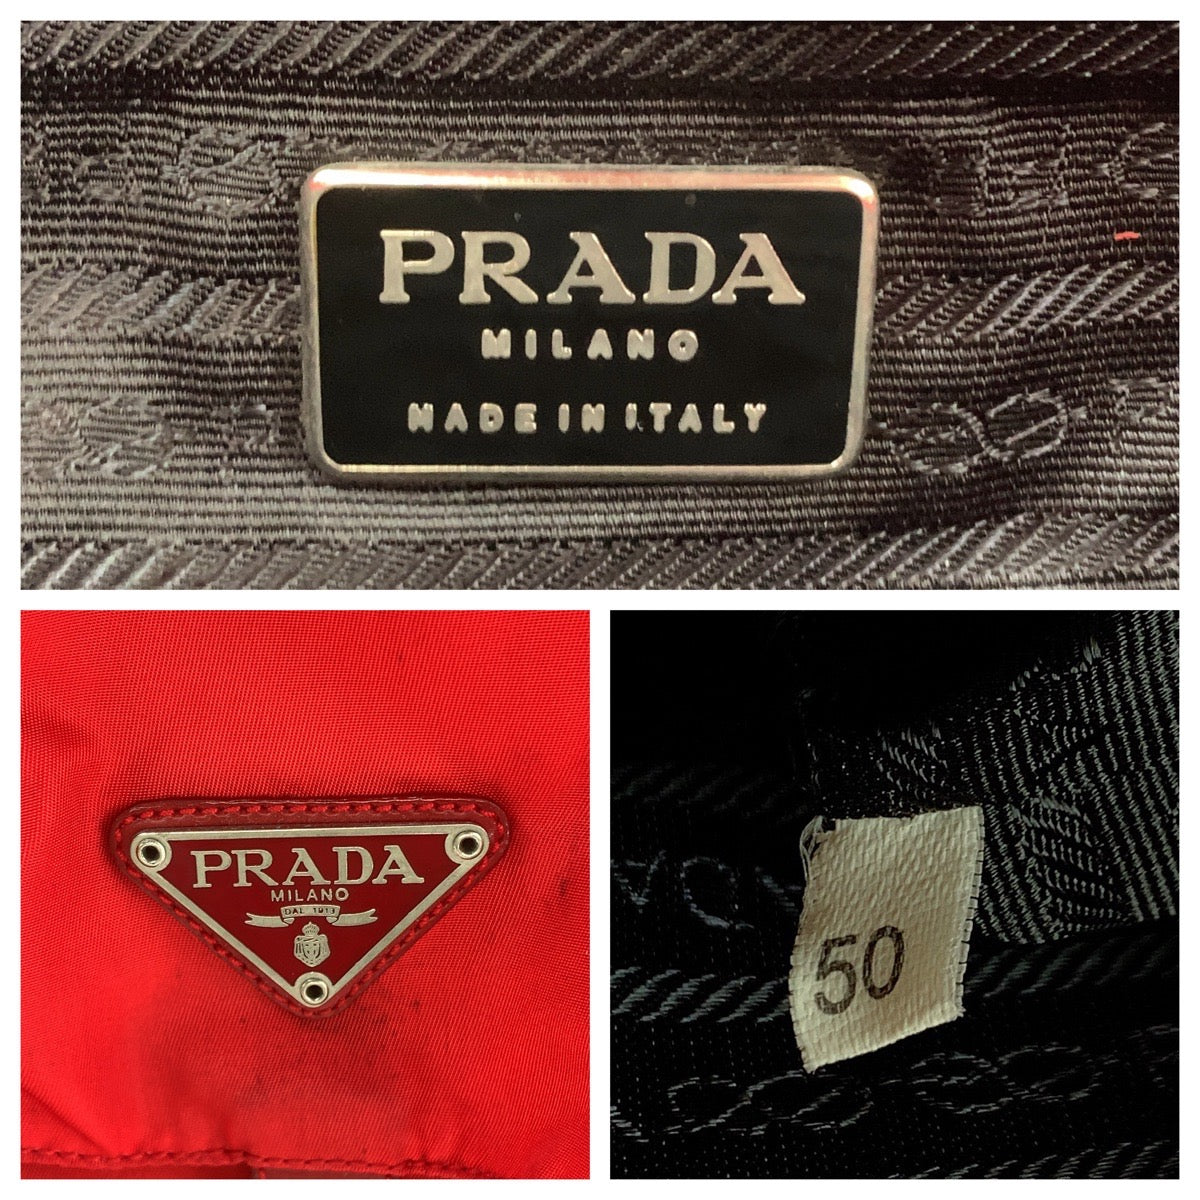 PRADA
MILANO
MADE IN ITALY
PRADA
MILANO
DAL 1913
50